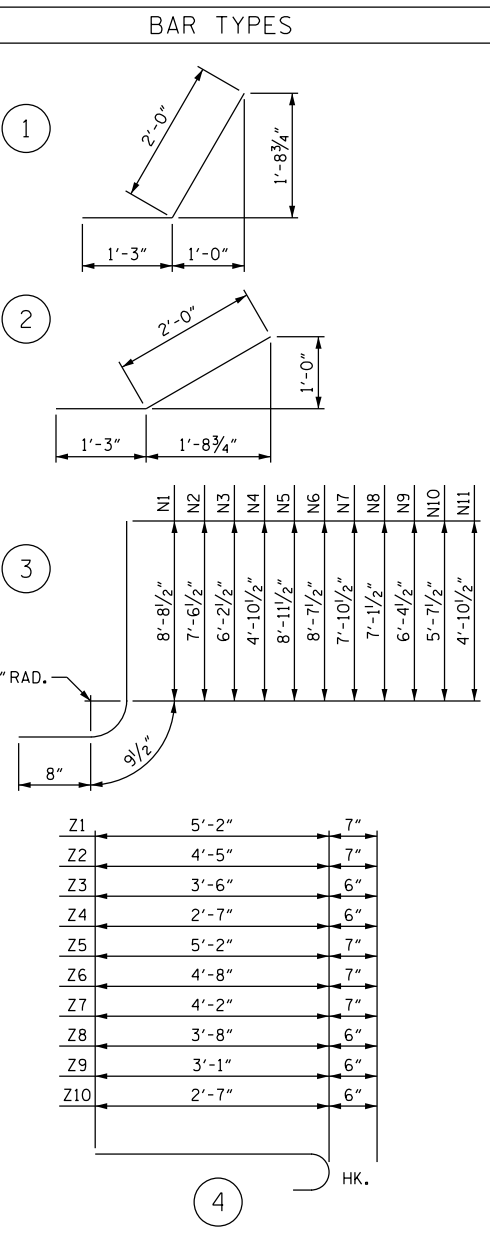 BAR TYPES
1
2'-0"
1'-8¾"
1'-3"
1'-0"
2
2'-0"
1'-0"
1'-3"
1'-8¾"
3
N1
N2
N3
N4
N5
N6
N7
N8
N9
N10
N11
8'-8½"
7'-6½"
6'-2½"
4'-10½"
8'-11½"
8'-7½"
7'-10½"
7'-1½"
6'-4½"
5'-7½"
4'-10½"
" RAD.
9½"
8"
Z1 5'-2" 7"
Z2 4'-5" 7"
Z3 3'-6" 6"
Z4 2'-7" 6"
Z5 5'-2" 7"
Z6 4'-8" 7"
Z7 4'-2" 7"
Z8 3'-8" 6"
Z9 3'-1" 6"
Z10 2'-7" 6"
HK.
4